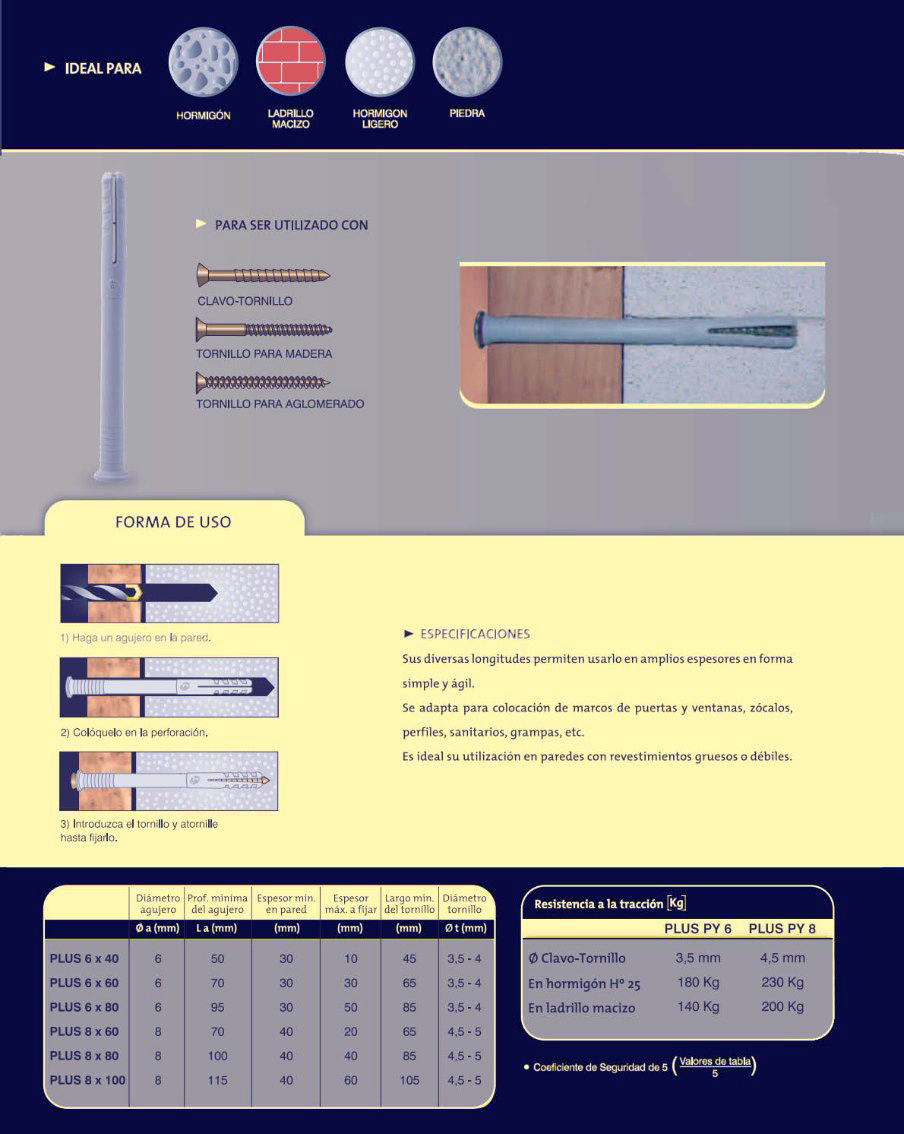 IDEAL PARA
HORMIGÓN
LADRILLO
MACIZO
HORMIGON
LIGERO
PIEDRA
PARA SER UTILIZADO CON
CLAVO-TORNILLO
TORNILLO PARA MADERA
TORNILLO PARA AGLOMERADO
FORMA DE USO
1) Haga un agujero en la pared.
2) Colóquelo en la perforación.
3) Introduzca el tornillo y atornille
hasta fijarlo.
ESPECIFICACIONES
Sus diversas longitudes permiten usarlo en amplios espesores en forma
simple y ágil.
Se adapta para colocación de marcos de puertas y ventanas, zócalos,
perfiles, sanitarios, grampas, etc.
Es ideal su utilización en paredes con revestimientos gruesos o débiles.
Diámetro Prof. minima Espesor min. Espesor Largo min. Diámetro
agujero del agujero en pared máx. a fijar del tornillo tornillo
Ø a (mm) L a (mm) (mm) (mm) (mm) Ø t (mm)
PLUS 6 x 40 6 50 30 10 45 3,5 - 4
PLUS 6 x 60 6 70 30 30 65 3,5 - 4
PLUS 6 x 80 6 95 30 50 85 3,5 - 4
PLUS 8 x 60 8 70 40 20 65 4,5 - 5
PLUS 8 x 80 8 100 40 40 85 4,5 - 5
PLUS 8 x 100 8 115 40 60 105 4,5 - 5
Resistencia a la tracción [Kg]
PLUS PY 6 PLUS PY 8
Ø Clavo-Tornillo 3,5 mm 4,5 mm
En hormigón Hº 25 180 Kg 230 Kg
En ladrillo macizo 140 Kg 200 Kg
• Coeficiente de Seguridad de 5 (Valores de tabla
5)